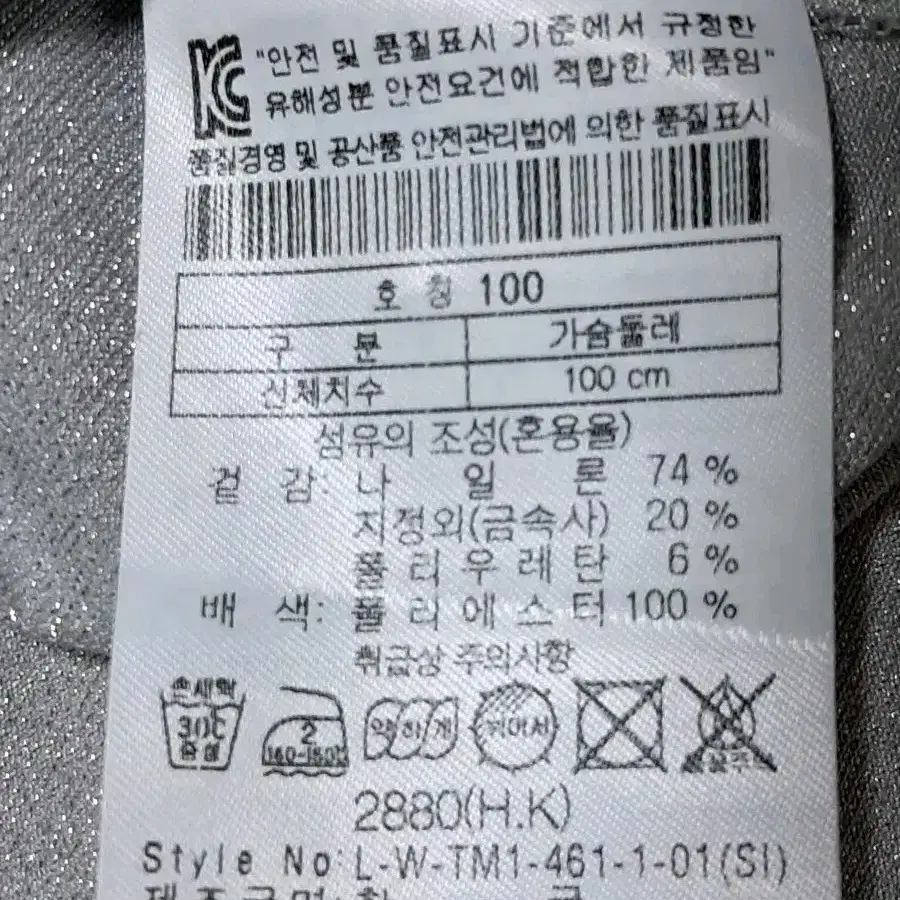 KC "안전 및 품질표시 기준에서 규정한
유해성분 안전요건에 적합한 제품임"
품질경영 및 공산품 안전관리법에 의한 품질표시
호 칭 100
구 분 가슴둘레
신체치수 100 cm
섬유의 조성(혼용율)
겉 감: 나 일 론 74 %
지정외(금속사) 20 %
폴 리 우 레 탄 6 %
배 색: 폴 리 에 스 터 100 %
취급상 주의사항
손세탁 30℃ 중성 2 약하게 뉘어서
2880(H.K)
Style No: L-W-TM1-461-1-01(SI)